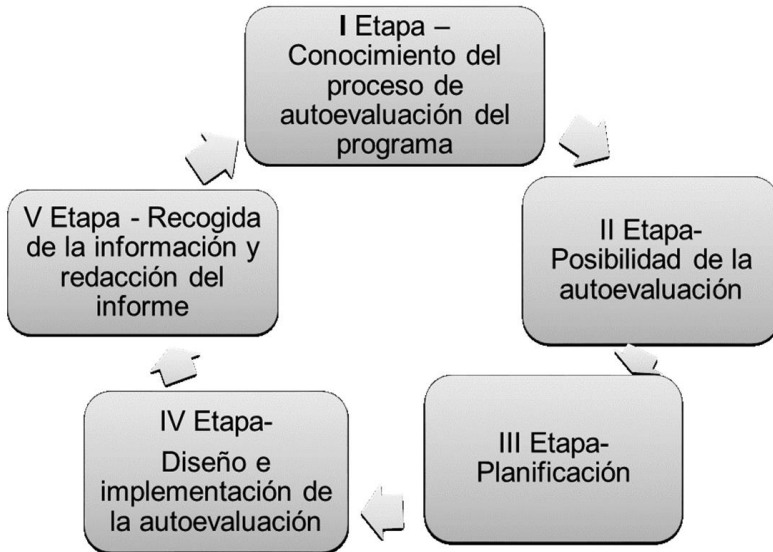 I Etapa –
Conocimiento del
proceso de
autoevaluación del
programa
II Etapa-
Posibilidad de la
autoevaluación
III Etapa-
Planificación
IV Etapa-
Diseño e
implementación de
la autoevaluación
V Etapa - Recogida
de la información y
redacción del
informe